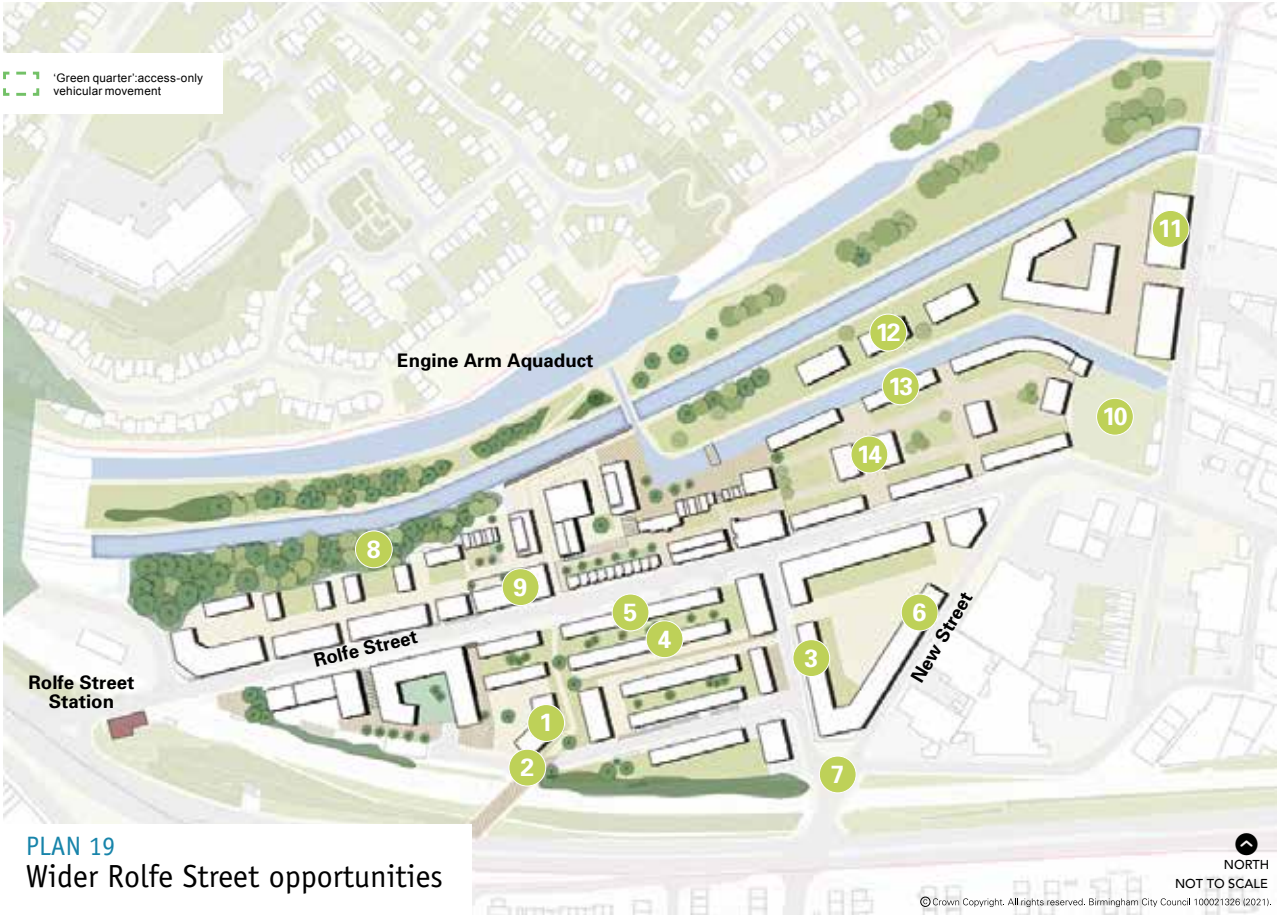 'Green quarter':access-only
vehicular movement
Engine Arm Aquaduct
11
12
13
10
14
8
9
5
4
6
Rolfe Street
New Street
3
Rolfe Street
Station
1
2
7
PLAN 19
Wider Rolfe Street opportunities
NORTH
NOT TO SCALE
© Crown Copyright. All rights reserved. Birmingham City Council 100021326 (2021).